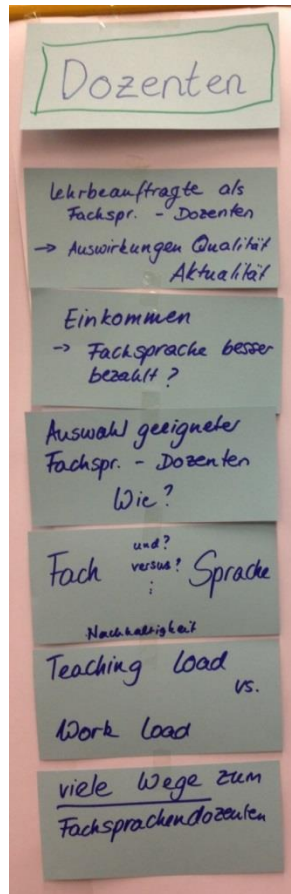 Dozenten
Lehrbeauftragte als
Fachspr. - Dozenten
→ Auswirkungen Qualität
Aktualität
Einkommen
→ Fachsprache besser
bezahlt?
Auswahl geeigneter
Fachspr. - Dozenten
Wie?
und?
Fach versus? Sprache
:
Nachhaltigkeit
Teaching load
vs.
Work load
viele Wege zum
Fachsprachendozenten